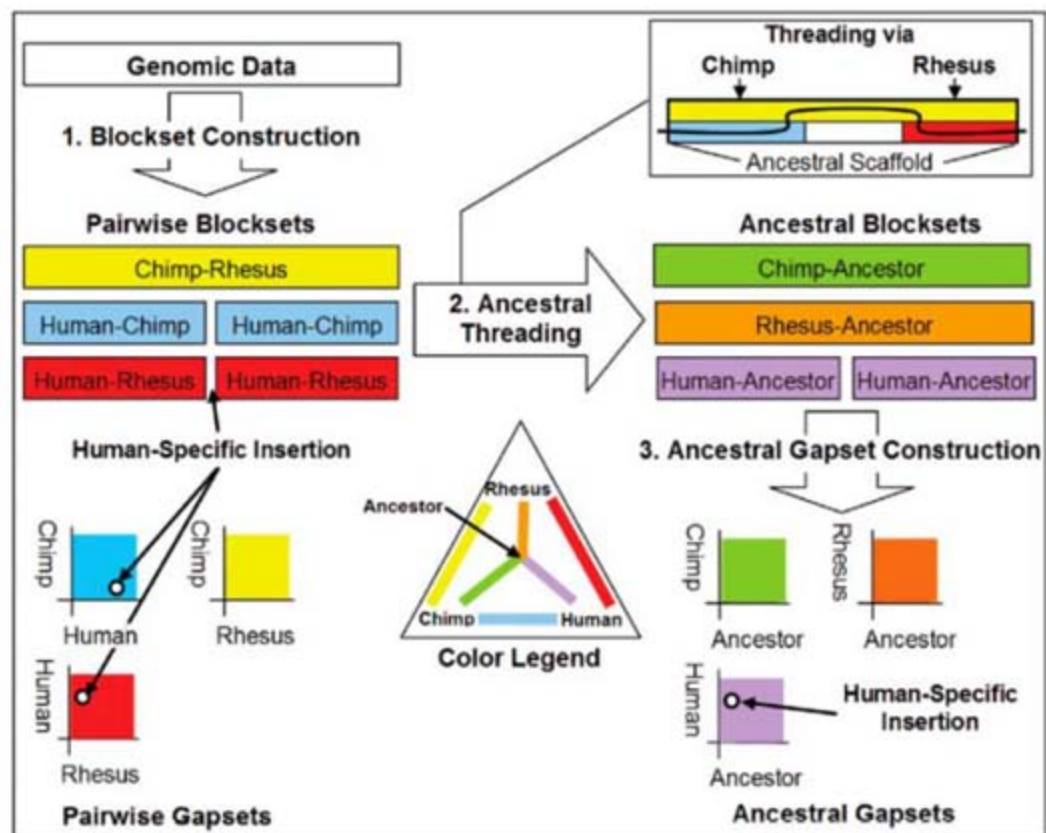 Genomic Data
1. Blockset Construction
Threading via
Chimp Rhesus
Ancestral Scaffold
Pairwise Blocksets
Chimp-Rhesus
Human-Chimp Human-Chimp
Human-Rhesus Human-Rhesus
2. Ancestral
Threading
Ancestral Blocksets
Chimp-Ancestor
Rhesus-Ancestor
Human-Ancestor Human-Ancestor
Human-Specific Insertion
3. Ancestral Gapset Construction
Chimp
Human
Chimp
Rhesus
Human
Rhesus
Pairwise Gapsets
Ancestor
Rhesus
Chimp Human
Color Legend
Chimp
Ancestor
Rhesus
Ancestor
Human
Ancestor
Human-Specific
Insertion
Ancestral Gapsets